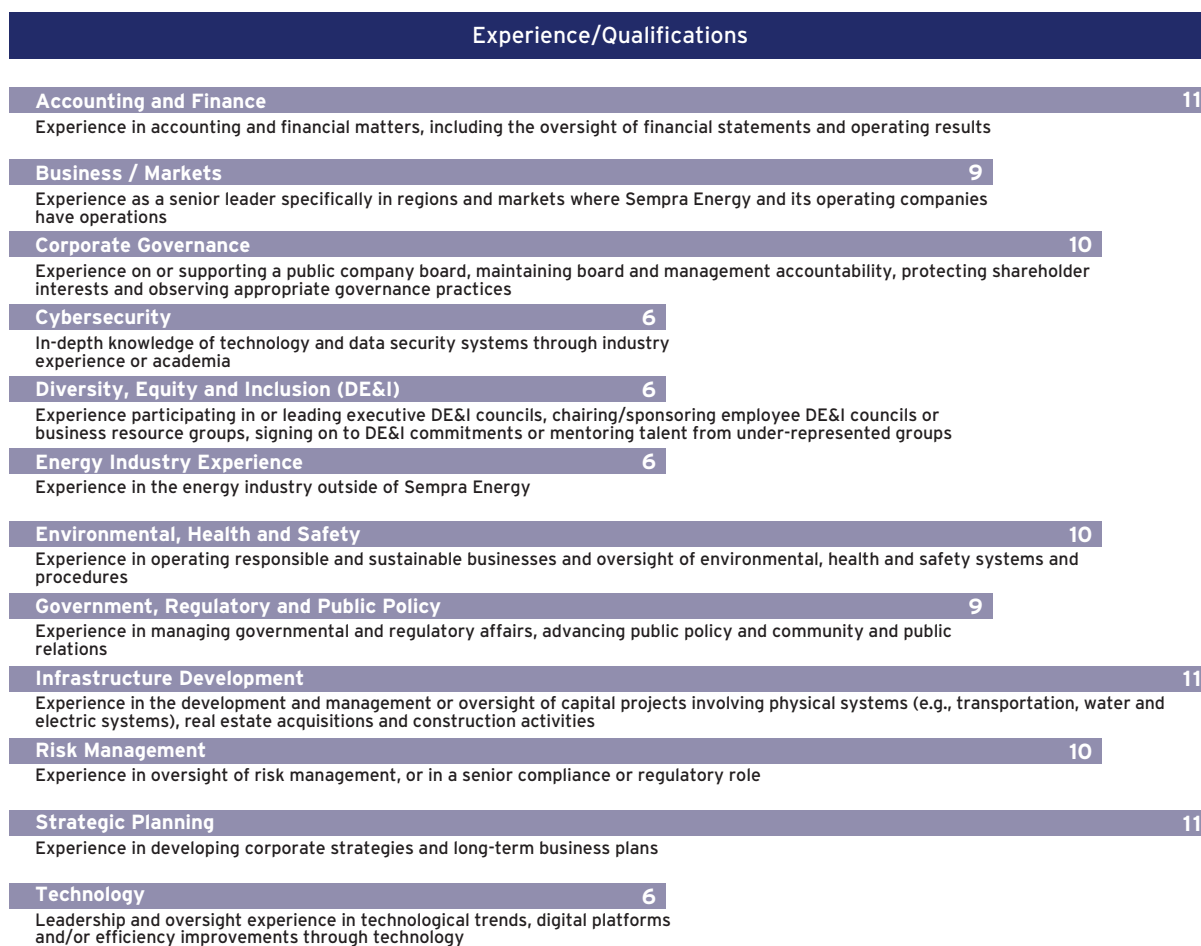 Experience/Qualifications
Accounting and Finance 11
Experience in accounting and financial matters, including the oversight of financial statements and operating results
Business / Markets 9
Experience as a senior leader specifically in regions and markets where Sempra Energy and its operating companies
have operations
Corporate Governance 10
Experience on or supporting a public company board, maintaining board and management accountability, protecting shareholder
interests and observing appropriate governance practices
Cybersecurity 6
In-depth knowledge of technology and data security systems through industry
experience or academia
Diversity, Equity and Inclusion (DE&I) 6
Experience participating in or leading executive DE&I councils, chairing/sponsoring employee DE&I councils or
business resource groups, signing on to DE&I commitments or mentoring talent from under-represented groups
Energy Industry Experience 6
Experience in the energy industry outside of Sempra Energy
Environmental, Health and Safety 10
Experience in operating responsible and sustainable businesses and oversight of environmental, health and safety systems and
procedures
Government, Regulatory and Public Policy 9
Experience in managing governmental and regulatory affairs, advancing public policy and community and public
relations
Infrastructure Development 11
Experience in the development and management or oversight of capital projects involving physical systems (e.g., transportation, water and
electric systems), real estate acquisitions and construction activities
Risk Management 10
Experience in oversight of risk management, or in a senior compliance or regulatory role
Strategic Planning 11
Experience in developing corporate strategies and long-term business plans
Technology 6
Leadership and oversight experience in technological trends, digital platforms
and/or efficiency improvements through technology